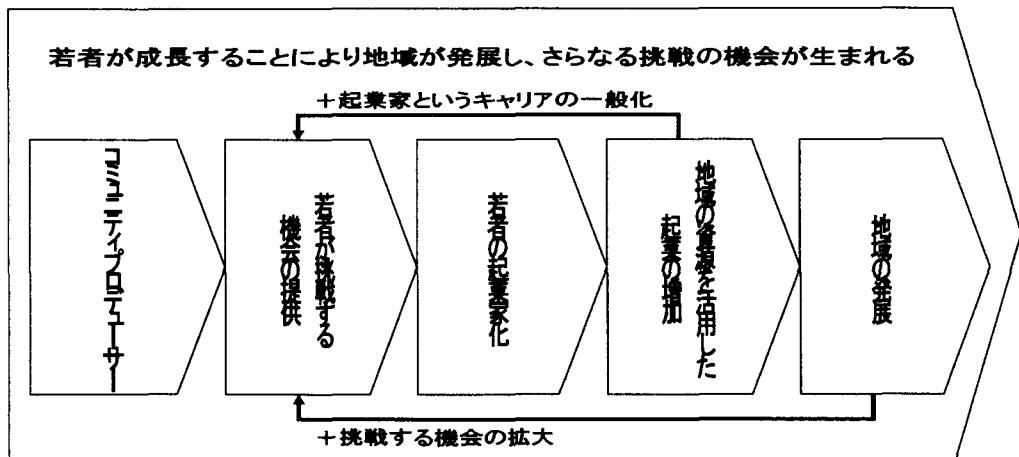 若者が成長することにより地域が発展し、さらなる挑戦の機会が生まれる
＋起業家というキャリアの一般化
コミュニティプロデューサー
若者が挑戦する
機会の提供
若者の起業家化
地域の資源を活用した
起業の増加
地域の発展
＋挑戦する機会の拡大